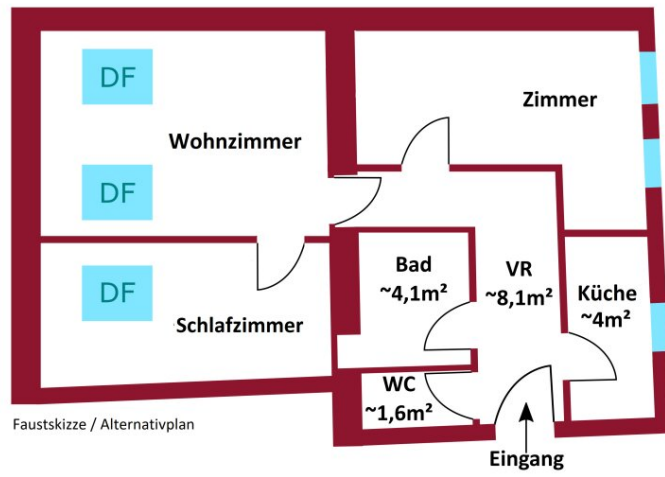 DF
Zimmer
Wohnzimmer
DF
Bad
~4,1m²
VR
~8,1m²
Küche
~4m²
DF
Schlafzimmer
WC
~1,6m²
Faustskizze / Alternativplan
Eingang